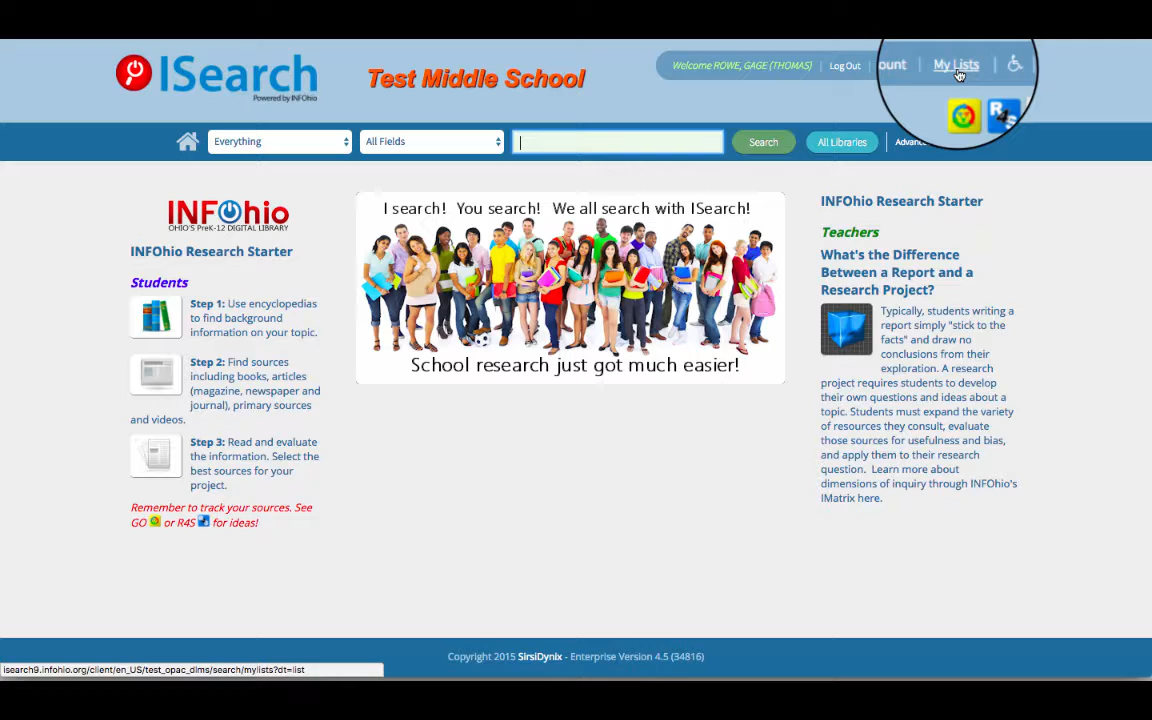 ISearch
Powered by INFOhio
Test Middle School
Welcome ROWE, GAGE (THOMAS)
Log Out
ount
My Lists
R4S
Everything
All Fields
Search
All Libraries
Advanc
INFOhio
OHIO'S PreK-12 DIGITAL LIBRARY
INFOhio Research Starter
Students
Step 1: Use encyclopedias
to find background
information on your topic.
Step 2: Find sources
including books, articles
(magazine, newspaper and
journal), primary sources
and videos.
Step 3: Read and evaluate
the information. Select the
best sources for your
project.
Remember to track your sources. See
GO or R4S for ideas!
I search! You search! We all search with ISearch!
School research just got much easier!
INFOhio Research Starter
Teachers
What's the Difference
Between a Report and a
Research Project?
Typically, students writing a
report simply "stick to the
facts" and draw no
conclusions from their
exploration. A research
project requires students to develop
their own questions and ideas about a
topic. Students must expand the variety
of resources they consult, evaluate
those sources for usefulness and bias,
and apply them to their research
question. Learn more about
dimensions of inquiry through INFOhio's
IMatrix here.
Copyright 2015 SirsiDynix - Enterprise Version 4.5 (34816)
isearch9.infohio.org/client/en_US/test_opac_dlms/search/mylists?dt=list